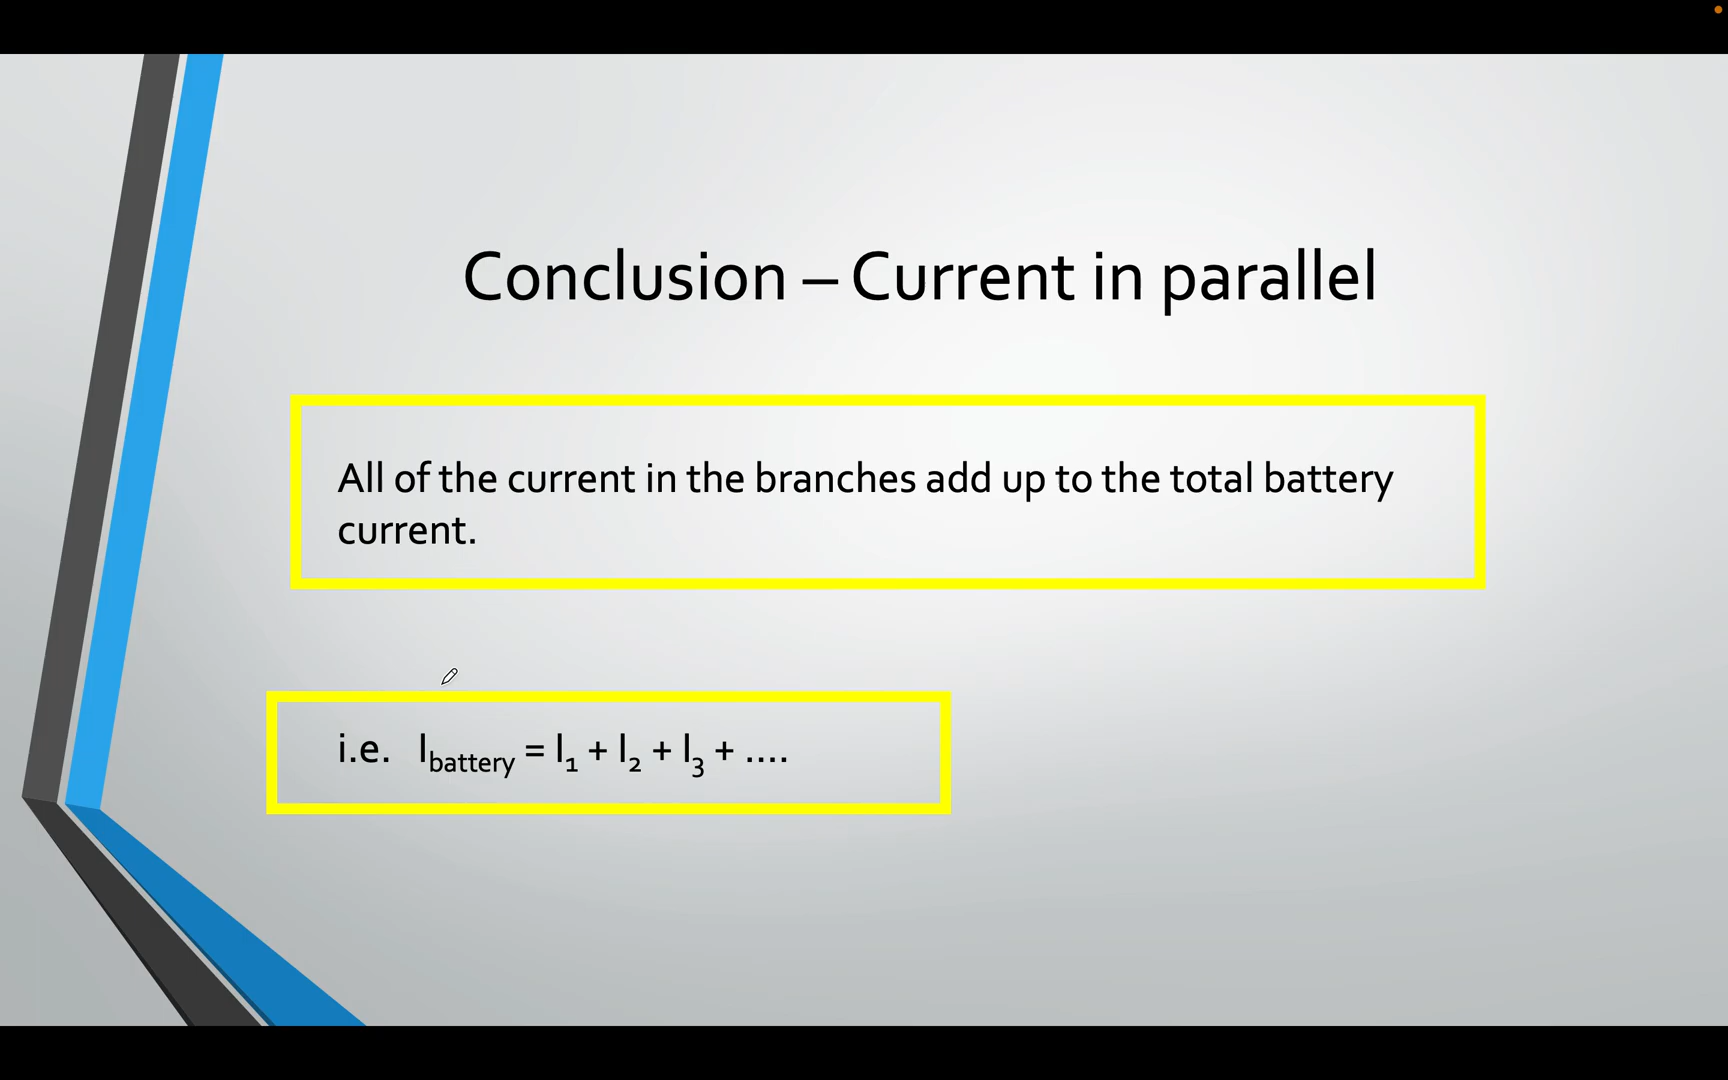 Conclusion – Current in parallel
All of the current in the branches add up to the total battery
current.
i.e. I₍battery₎ = I₁ + I₂ + I₃ + ....